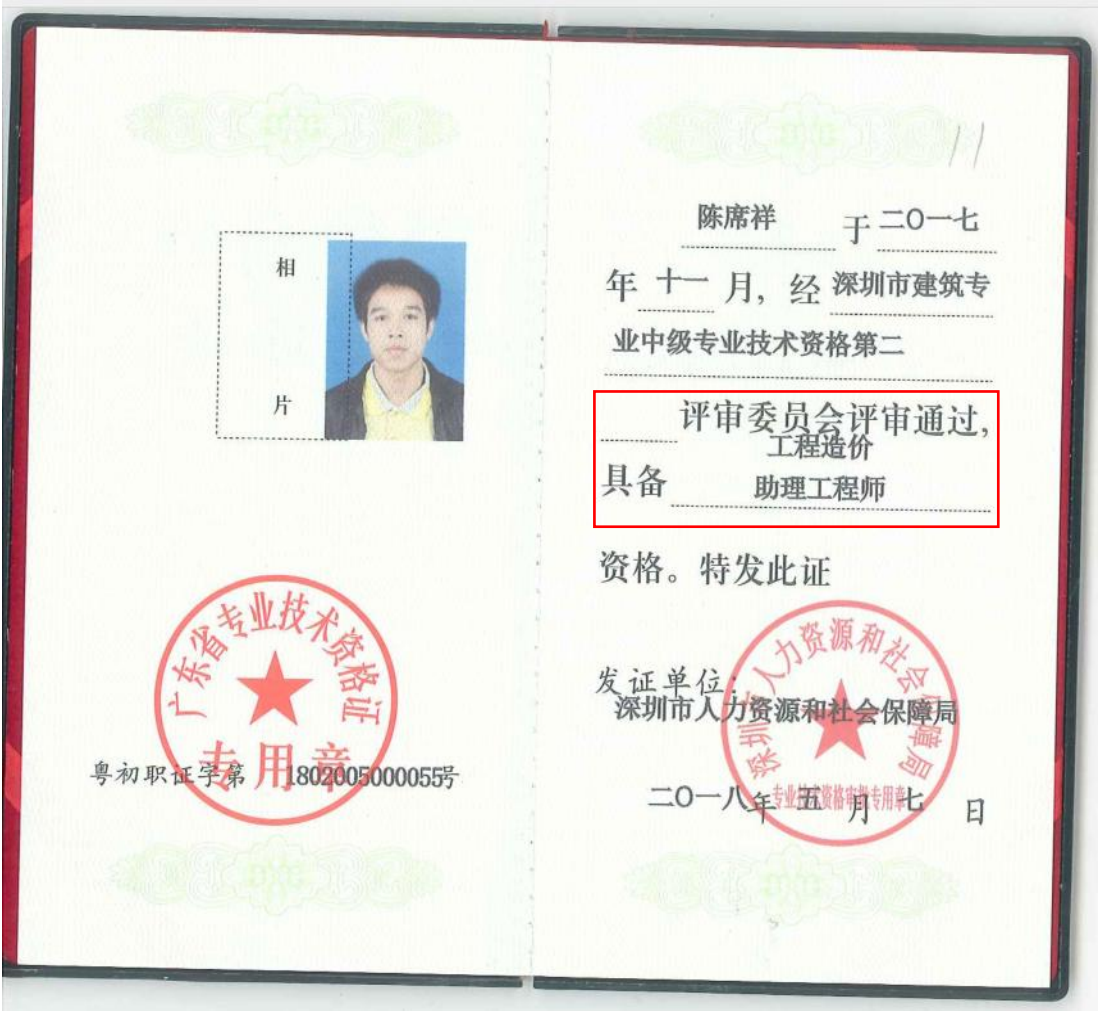 相
片
广东省专业技术资格证
专用章
粤初职证字第 1802005000055号
11
陈席祥 于 二〇一七
年 十一 月，经 深圳市建筑专
业中级专业技术资格第二
评审委员会评审通过，
工程造价
具备 助理工程师
资格。特发此证
发证单位：
深圳市人力资源和社会保障局
二〇一八年 五 月 七 日
深圳市人力资源和社会保障局
专业技术资格审批专用章